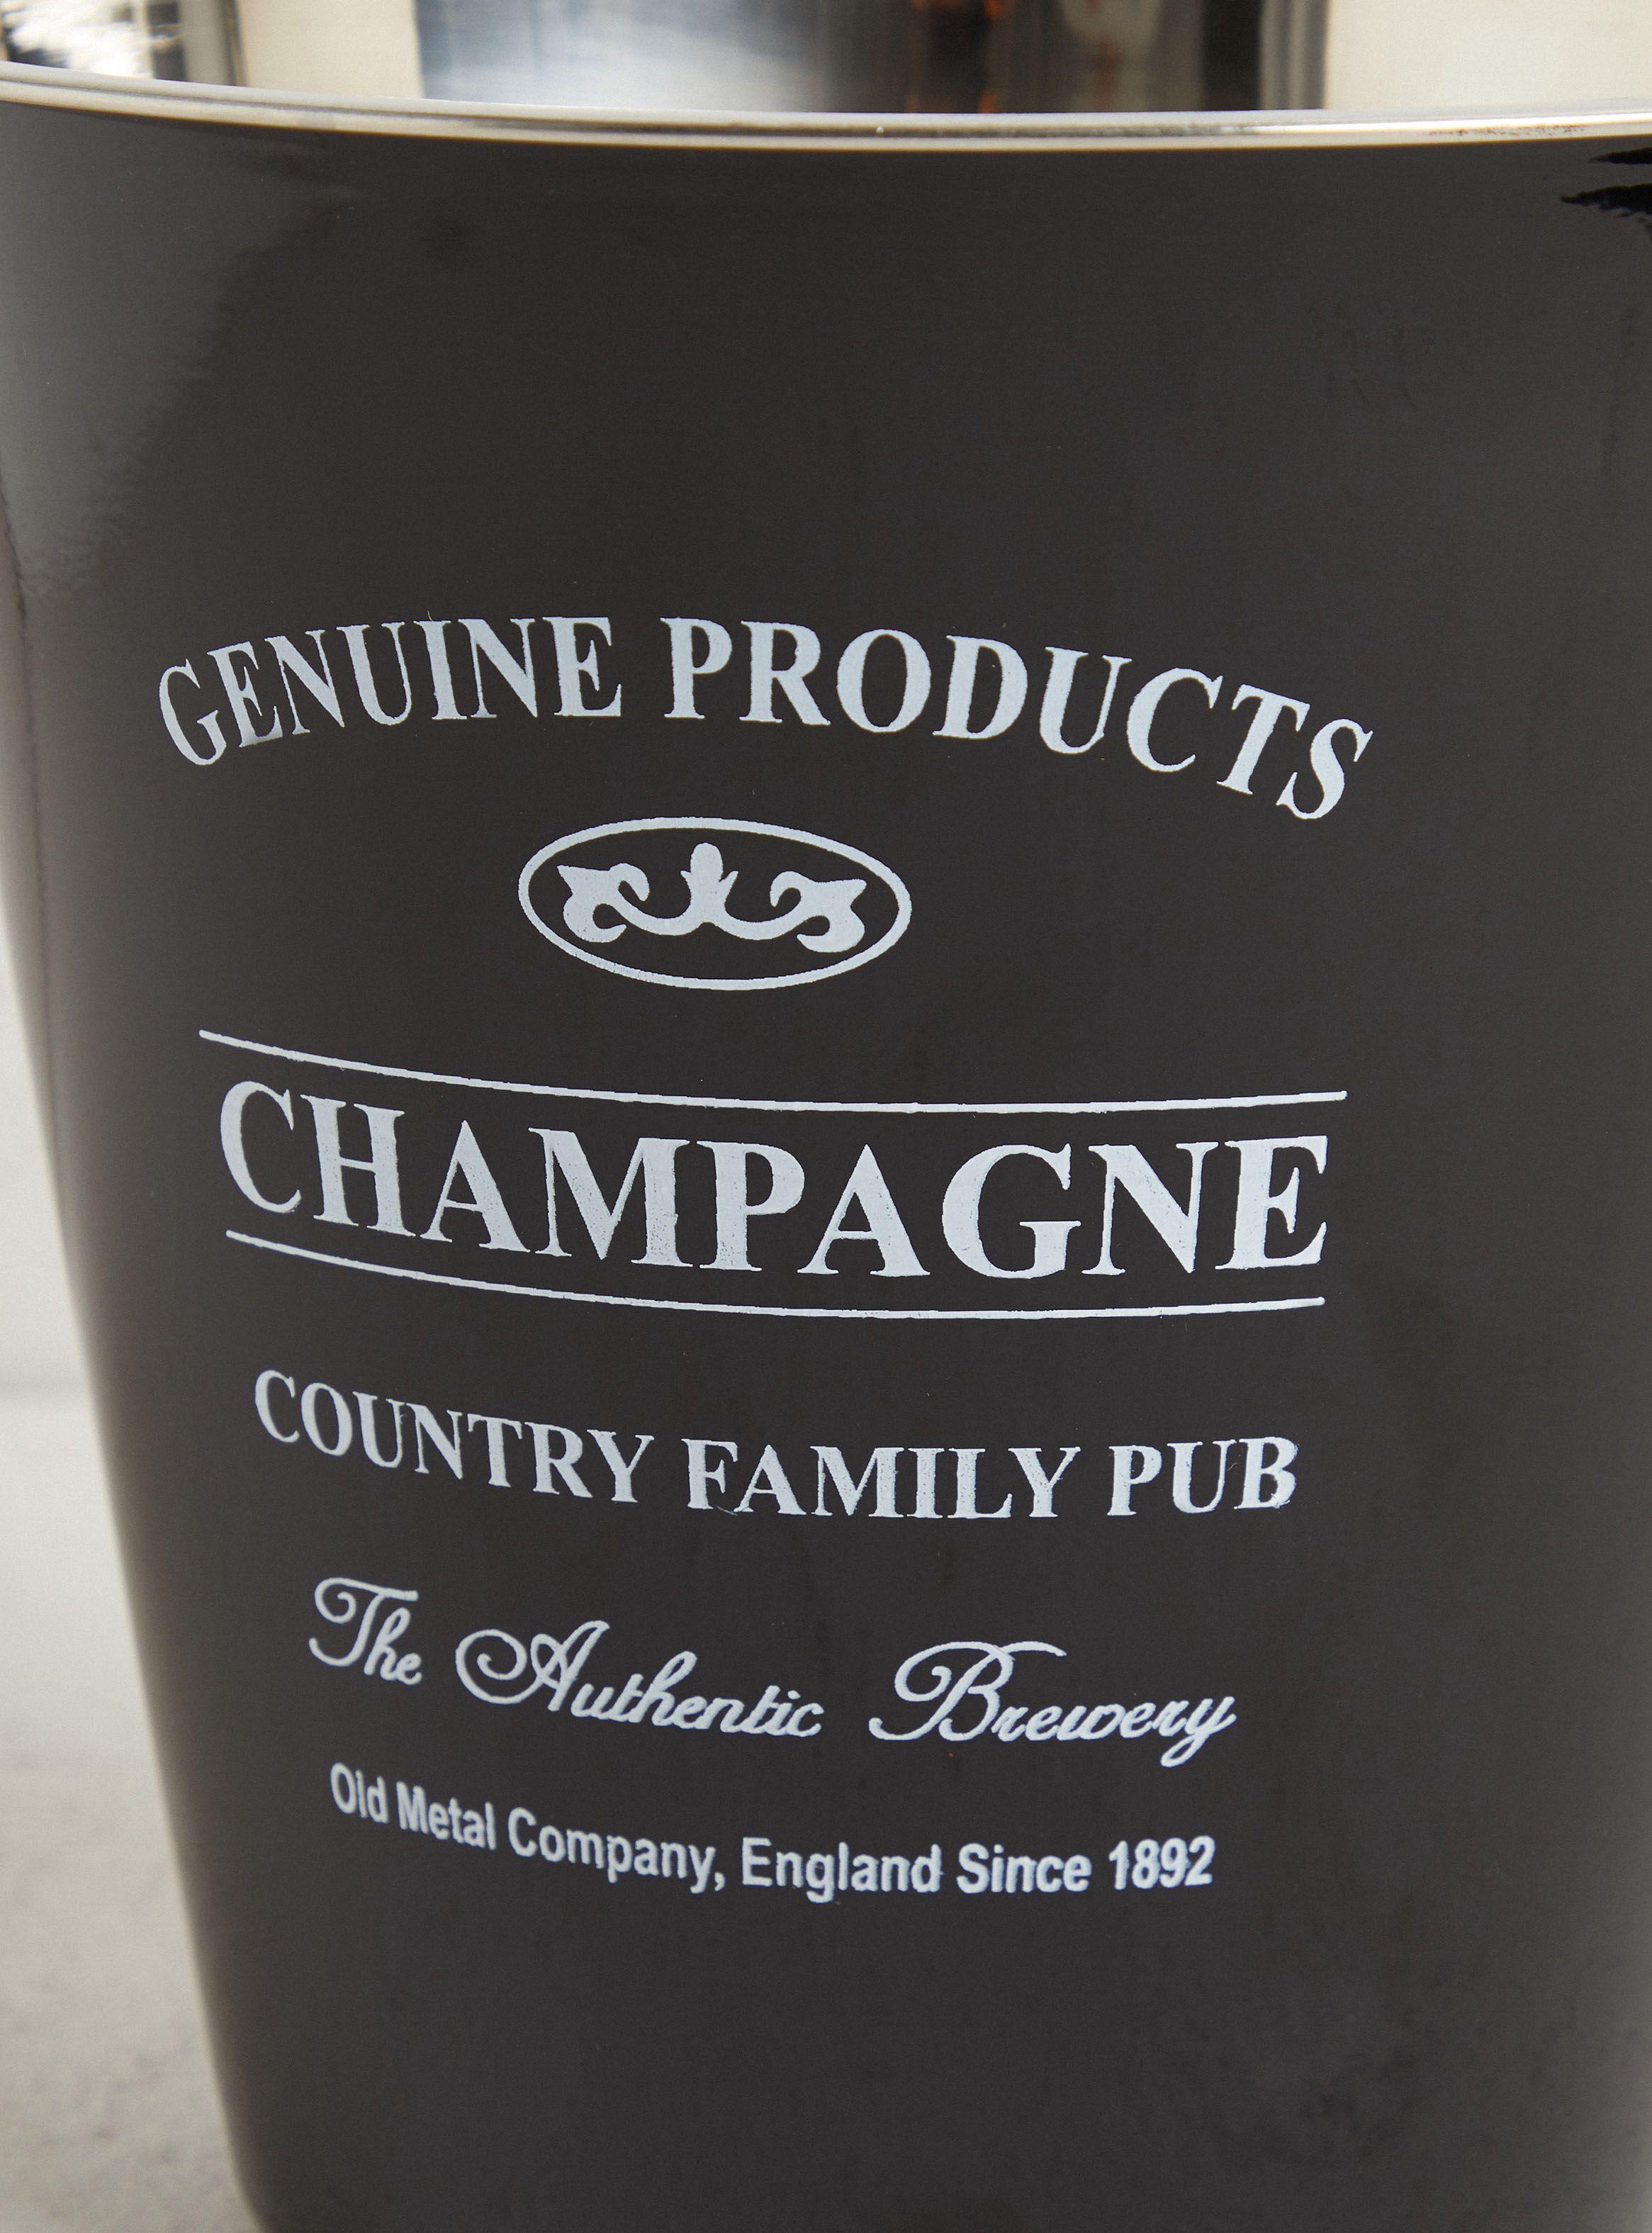 GENUINE PRODUCTS
CHAMPAGNE
COUNTRY FAMILY PUB
The Authentic Brewery
Old Metal Company, England Since 1892